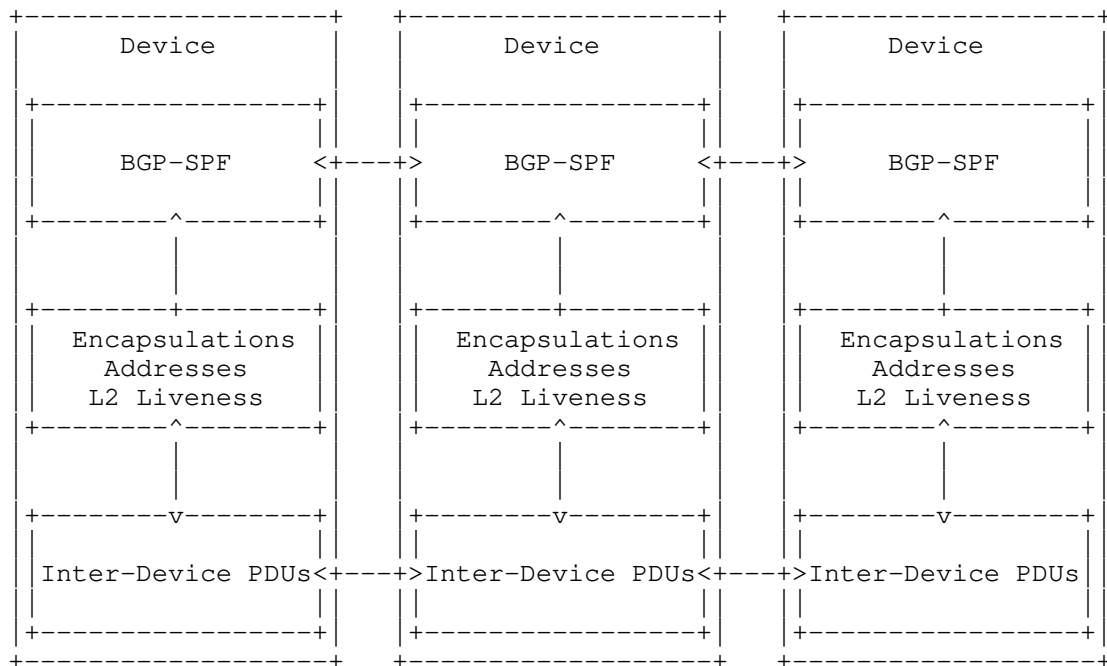 Device Device Device
BGP-SPF BGP-SPF BGP-SPF
Encapsulations Encapsulations Encapsulations
Addresses Addresses Addresses
L2 Liveness L2 Liveness L2 Liveness
Inter-Device PDUs Inter-Device PDUs Inter-Device PDUs